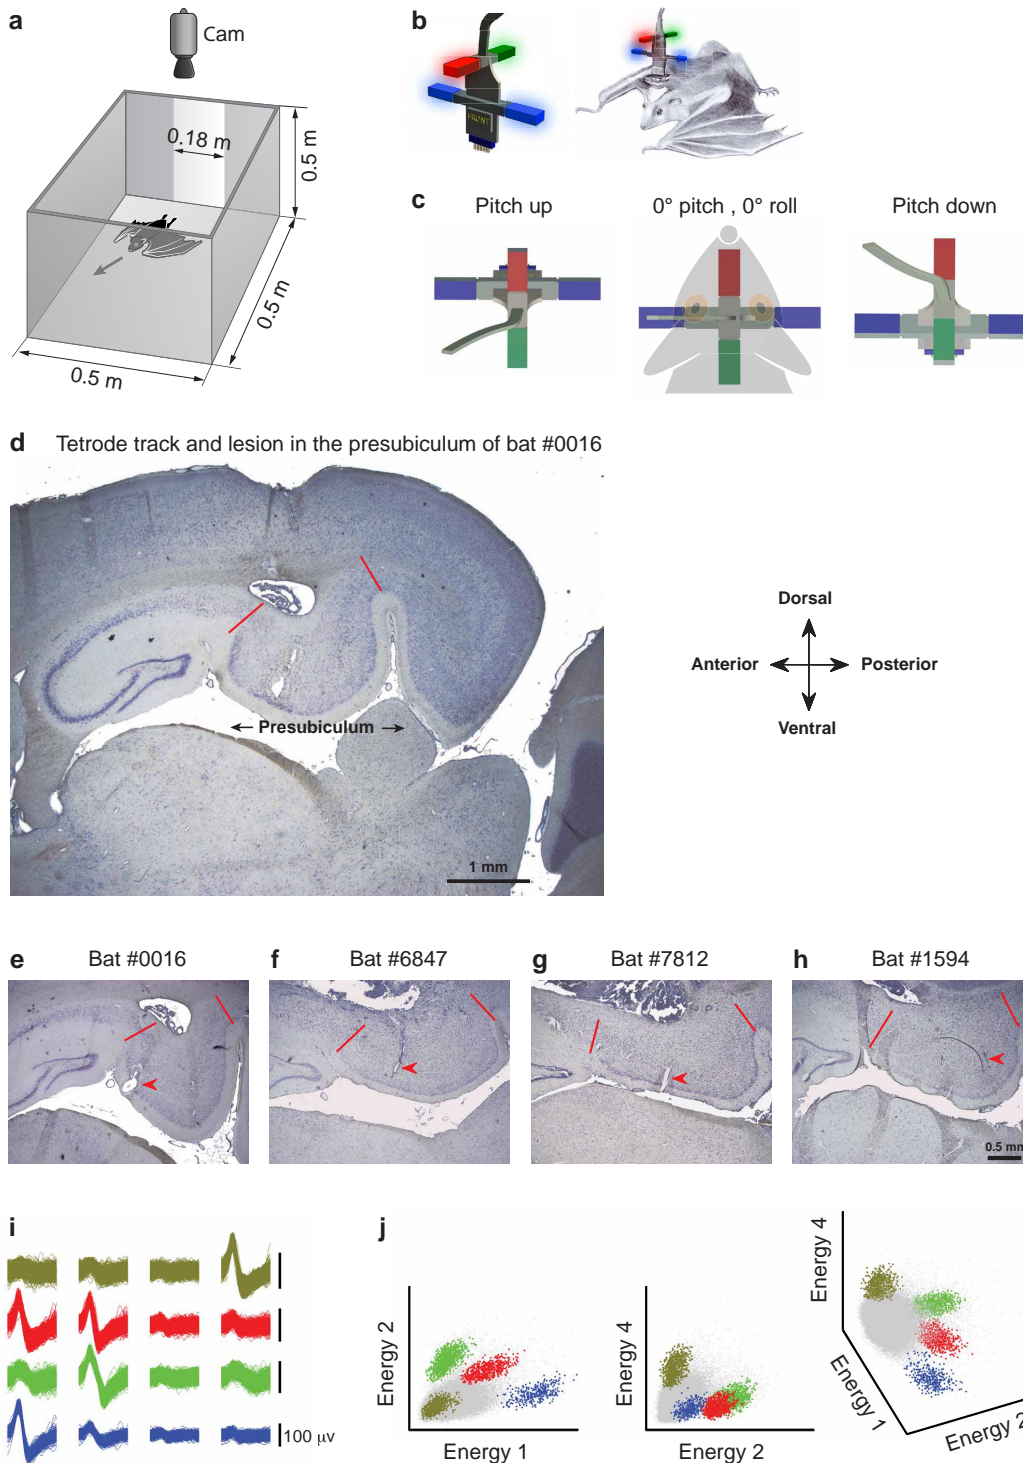 a
Cam
0.18 m
0.5 m
0.5 m
0.5 m
b
FRONT
c
Pitch up
0° pitch , 0° roll
Pitch down
d Tetrode track and lesion in the presubiculum of bat #0016
Presubiculum
1 mm
Dorsal
Anterior
Posterior
Ventral
e Bat #0016
f Bat #6847
g Bat #7812
h Bat #1594
0.5 mm
i
100 μv
j
Energy 2
Energy 1
Energy 4
Energy 2
Energy 4
Energy 1
Energy 2